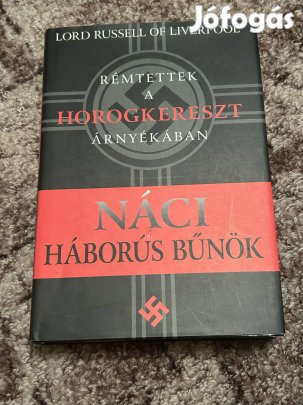 Jófogás
LORD RUSSELL OF LIVERPOOL
RÉMTETTEK
A
HOROGKERESZT
ÁRNYÉKÁBAN
NÁCI
HÁBORÚS BŰNÖK